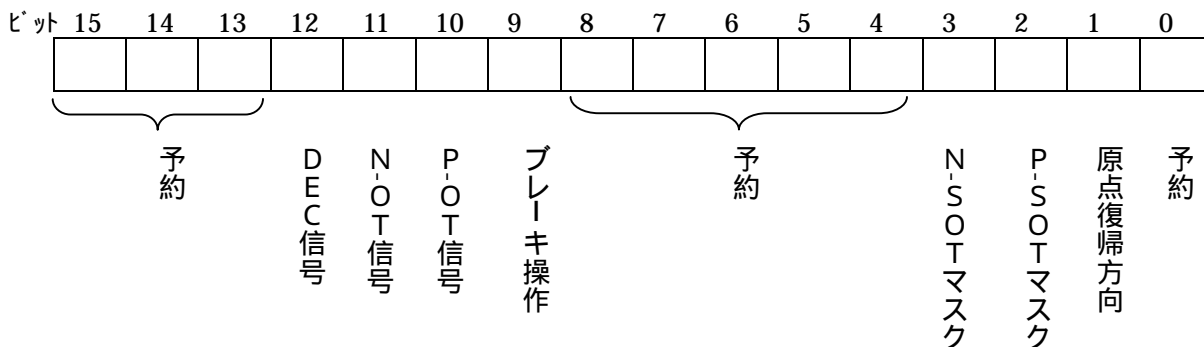 ﾋﾞｯﾄ 15 14 13 12 11 10 9 8 7 6 5 4 3 2 1 0
予約
DEC信号
N-OT信号
P-OT信号
ブレーキ操作
予約
N-SOTマスク
P-SOTマスク
原点復帰方向
予約